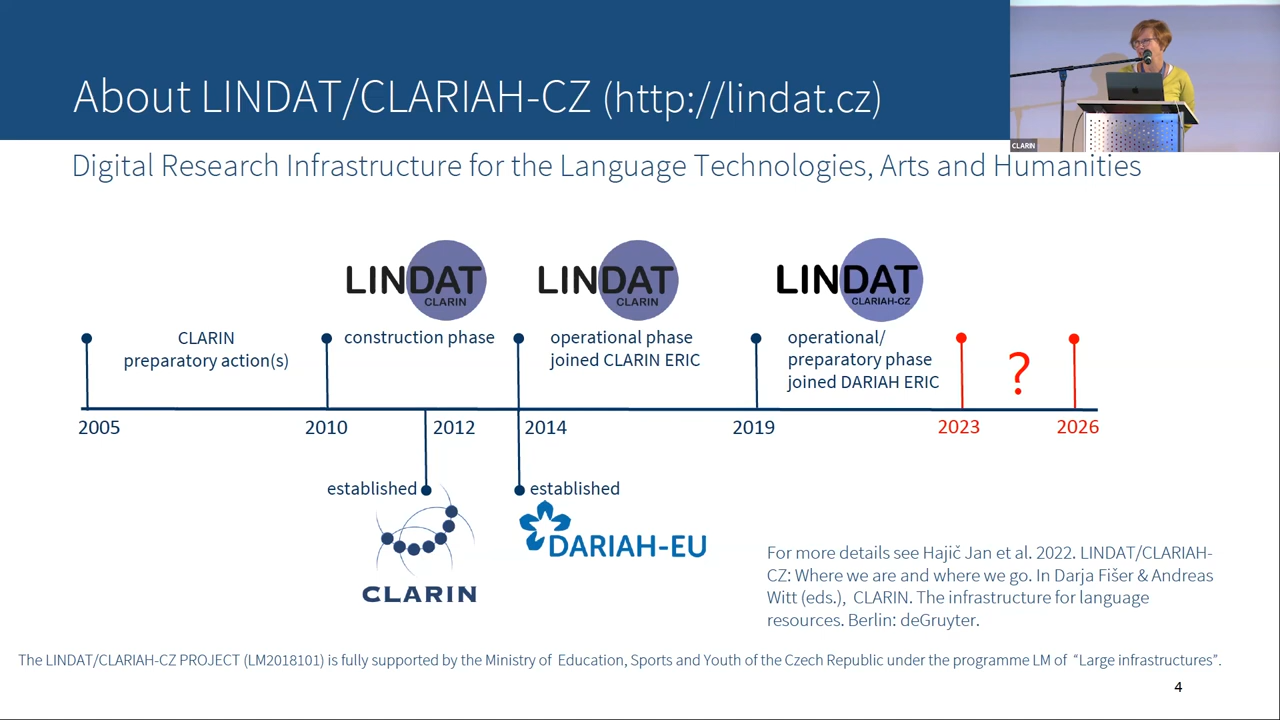 About LINDAT/CLARIAH-CZ (http://lindat.cz)
CLARIN
Digital Research Infrastructure for the Language Technologies, Arts and Humanities
LINDAT
CLARIN
LINDAT
CLARIN
LINDAT
CLARIAH-CZ
CLARIN
preparatory action(s)
construction phase
operational phase
joined CLARIN ERIC
operational/
preparatory phase
joined DARIAH ERIC
?
2005
2010
2012
2014
2019
2023
2026
established
established
CLARIN
DARIAH-EU
For more details see Hajič Jan et al. 2022. LINDAT/CLARIAH-
CZ: Where we are and where we go. In Darja Fišer & Andreas
Witt (eds.), CLARIN. The infrastructure for language
resources. Berlin: deGruyter.
The LINDAT/CLARIAH-CZ PROJECT (LM2018101) is fully supported by the Ministry of Education, Sports and Youth of the Czech Republic under the programme LM of “Large infrastructures”.
4